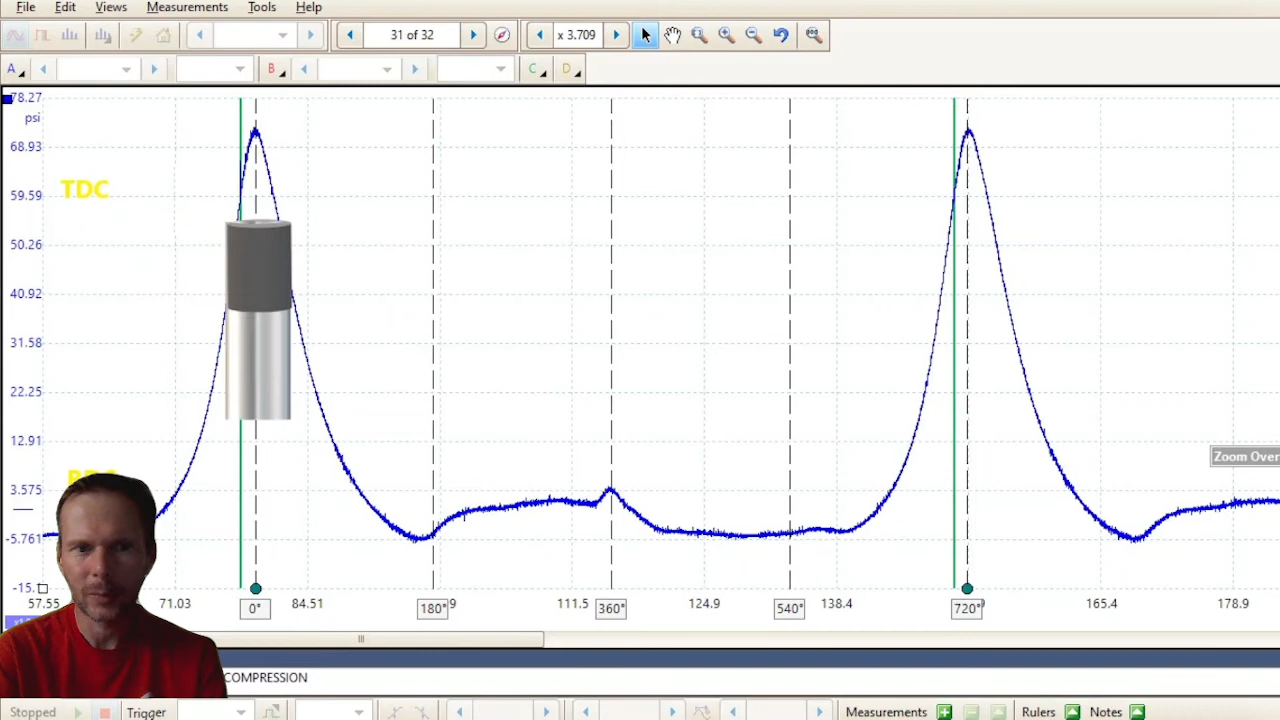 File Edit Views Measurements Tools Help
31 of 32 x 3.709
A B C D
78.27
psi
68.93
TDC
59.59
50.26
40.92
31.58
22.25
12.91
Zoom Over
3.575
-5.761
-15.
57.55 71.03 0° 84.51 180° 9 111.5 360° 124.9 540° 138.4 720° 165.4 178.9
COMPRESSION
Stopped Trigger Measurements Rulers Notes